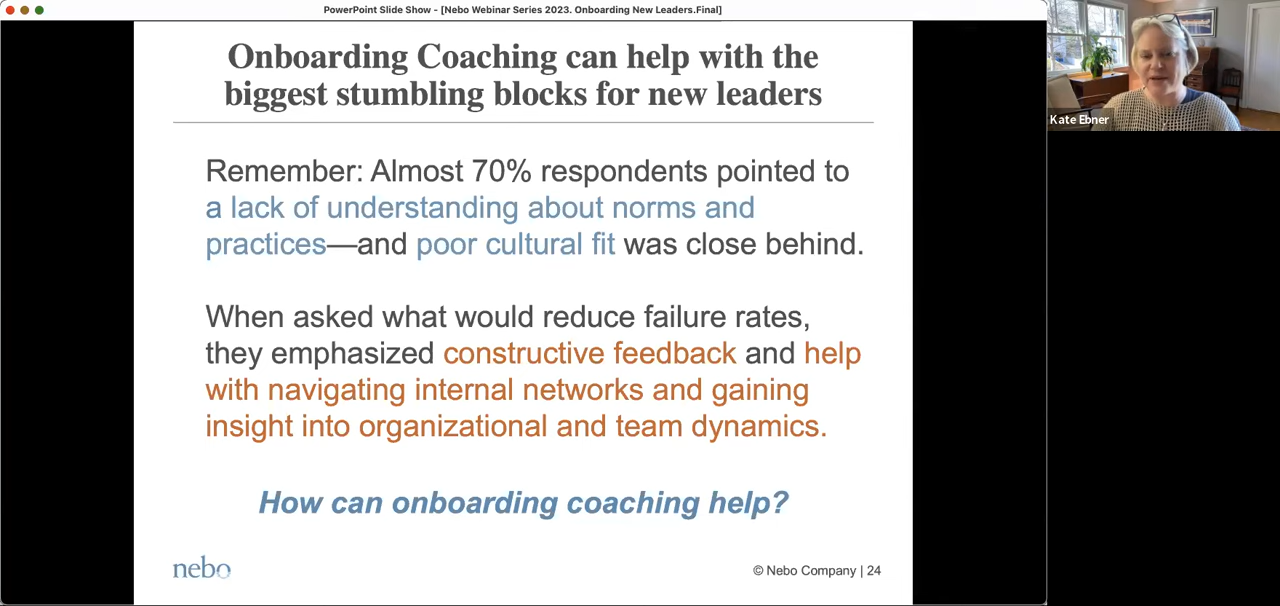 PowerPoint Slide Show - [Nebo Webinar Series 2023. Onboarding New Leaders.Final]
Onboarding Coaching can help with the
biggest stumbling blocks for new leaders
Remember: Almost 70% respondents pointed to
a lack of understanding about norms and
practices—and poor cultural fit was close behind.
When asked what would reduce failure rates,
they emphasized constructive feedback and help
with navigating internal networks and gaining
insight into organizational and team dynamics.
How can onboarding coaching help?
nebo
© Nebo Company | 24
Kate Ebner